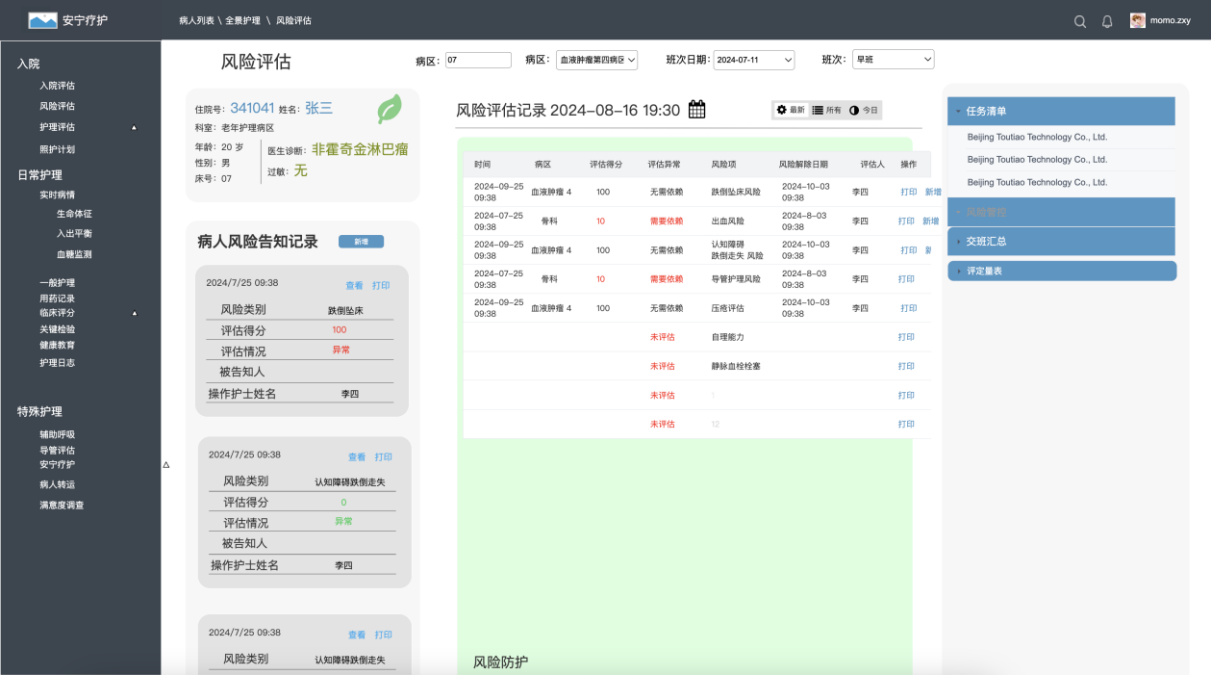 安宁疗护
病人列表 \ 全景护理 \ 风险评估
momo.zxy
入院
入院评估
风险评估
护理评估
照护计划
日常护理
实时病情
生命体征
入出平衡
血糖监测
一般护理
用药记录
临床评分
关键检验
健康教育
护理日志
特殊护理
辅助呼吸
导管评估
安宁疗护
病人转运
满意度调查
风险评估
病区: 07 病区: 血液肿瘤第四病区 班次日期: 2024-07-11 班次: 早班
住院号: 341041 姓名: 张三
科室: 老年护理病区
年龄: 20 岁
性别: 男
床号: 07
医生诊断: 非霍奇金淋巴瘤
过敏: 无
病人风险告知记录 新增
2024/7/25 09:38 查看 打印
风险类别 跌倒坠床
评估得分 100
评估情况 异常
被告知人
操作护士姓名 李四
2024/7/25 09:38 查看 打印
风险类别 认知障碍跌倒走失
评估得分 0
评估情况 异常
被告知人
操作护士姓名 李四
2024/7/25 09:38 查看 打印
风险类别 认知障碍跌倒走失
风险评估记录 2024-08-16 19:30 最新 所有 今日
时间 病区 评估得分 评估异常 风险项 风险解除日期 评估人 操作
2024-09-25 09:38 血液肿瘤 4 100 无需依赖 跌倒坠床风险 2024-10-03 09:38 李四 打印 新增
2024-07-25 09:38 骨科 10 需要依赖 出血风险 2024-8-03 09:38 李四 打印 新增
2024-09-25 09:38 血液肿瘤 4 100 无需依赖 认知障碍 跌倒走失 风险 2024-10-03 09:38 李四 打印
2024-07-25 09:38 骨科 10 需要依赖 导管护理风险 2024-8-03 09:38 李四 打印
2024-09-25 09:38 血液肿瘤 4 100 无需依赖 压疮评估 2024-10-03 09:38 李四 打印
未评估 自理能力 打印
未评估 静脉血栓栓塞 打印
未评估 1 打印
未评估 12 打印
风险防护
任务清单
Beijing Toutiao Technology Co., Ltd.
Beijing Toutiao Technology Co., Ltd.
Beijing Toutiao Technology Co., Ltd.
风险管控
交班汇总
评定量表